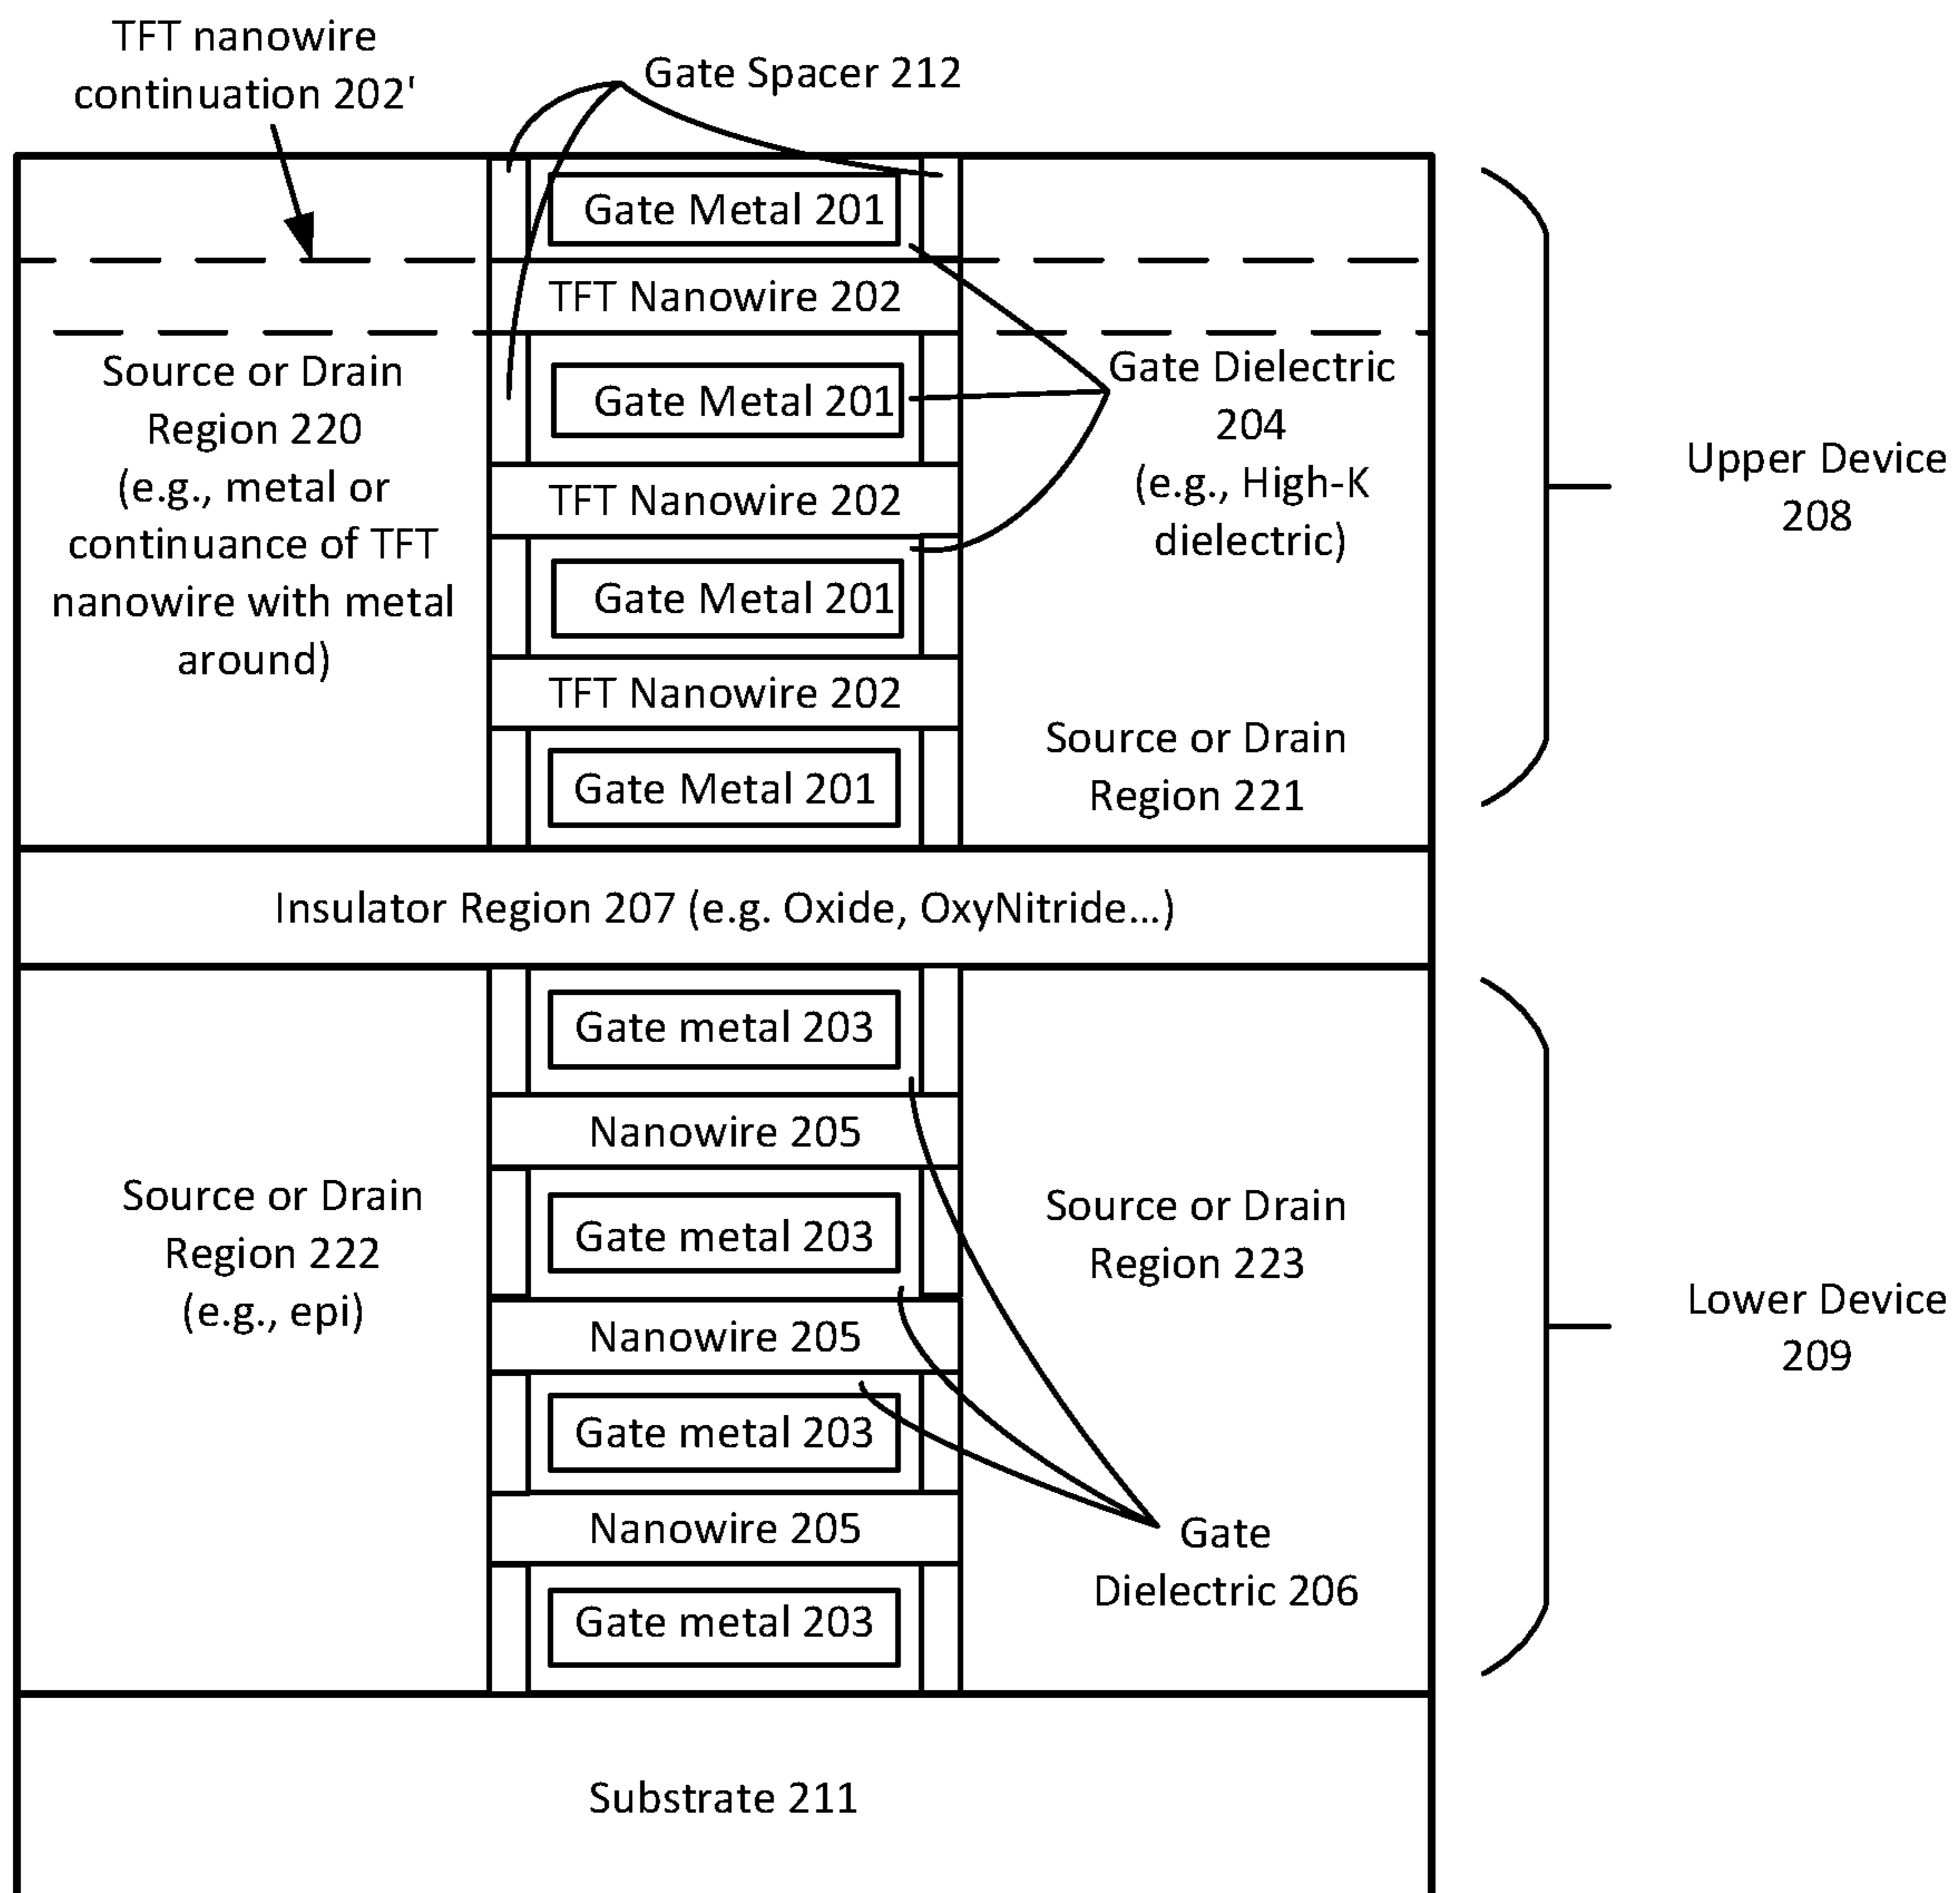 TFT nanowire
continuation 202'
Gate Spacer 212
Gate Metal 201
TFT Nanowire 202
Source or Drain
Region 220
(e.g., metal or
continuance of TFT
nanowire with metal
around)
Gate Metal 201
Gate Dielectric
204
(e.g., High-K
dielectric)
Upper Device
208
TFT Nanowire 202
Gate Metal 201
TFT Nanowire 202
Gate Metal 201
Source or Drain
Region 221
Insulator Region 207 (e.g. Oxide, OxyNitride...)
Gate metal 203
Nanowire 205
Source or Drain
Region 222
(e.g., epi)
Gate metal 203
Source or Drain
Region 223
Nanowire 205
Lower Device
209
Gate metal 203
Nanowire 205
Gate
Dielectric 206
Gate metal 203
Substrate 211